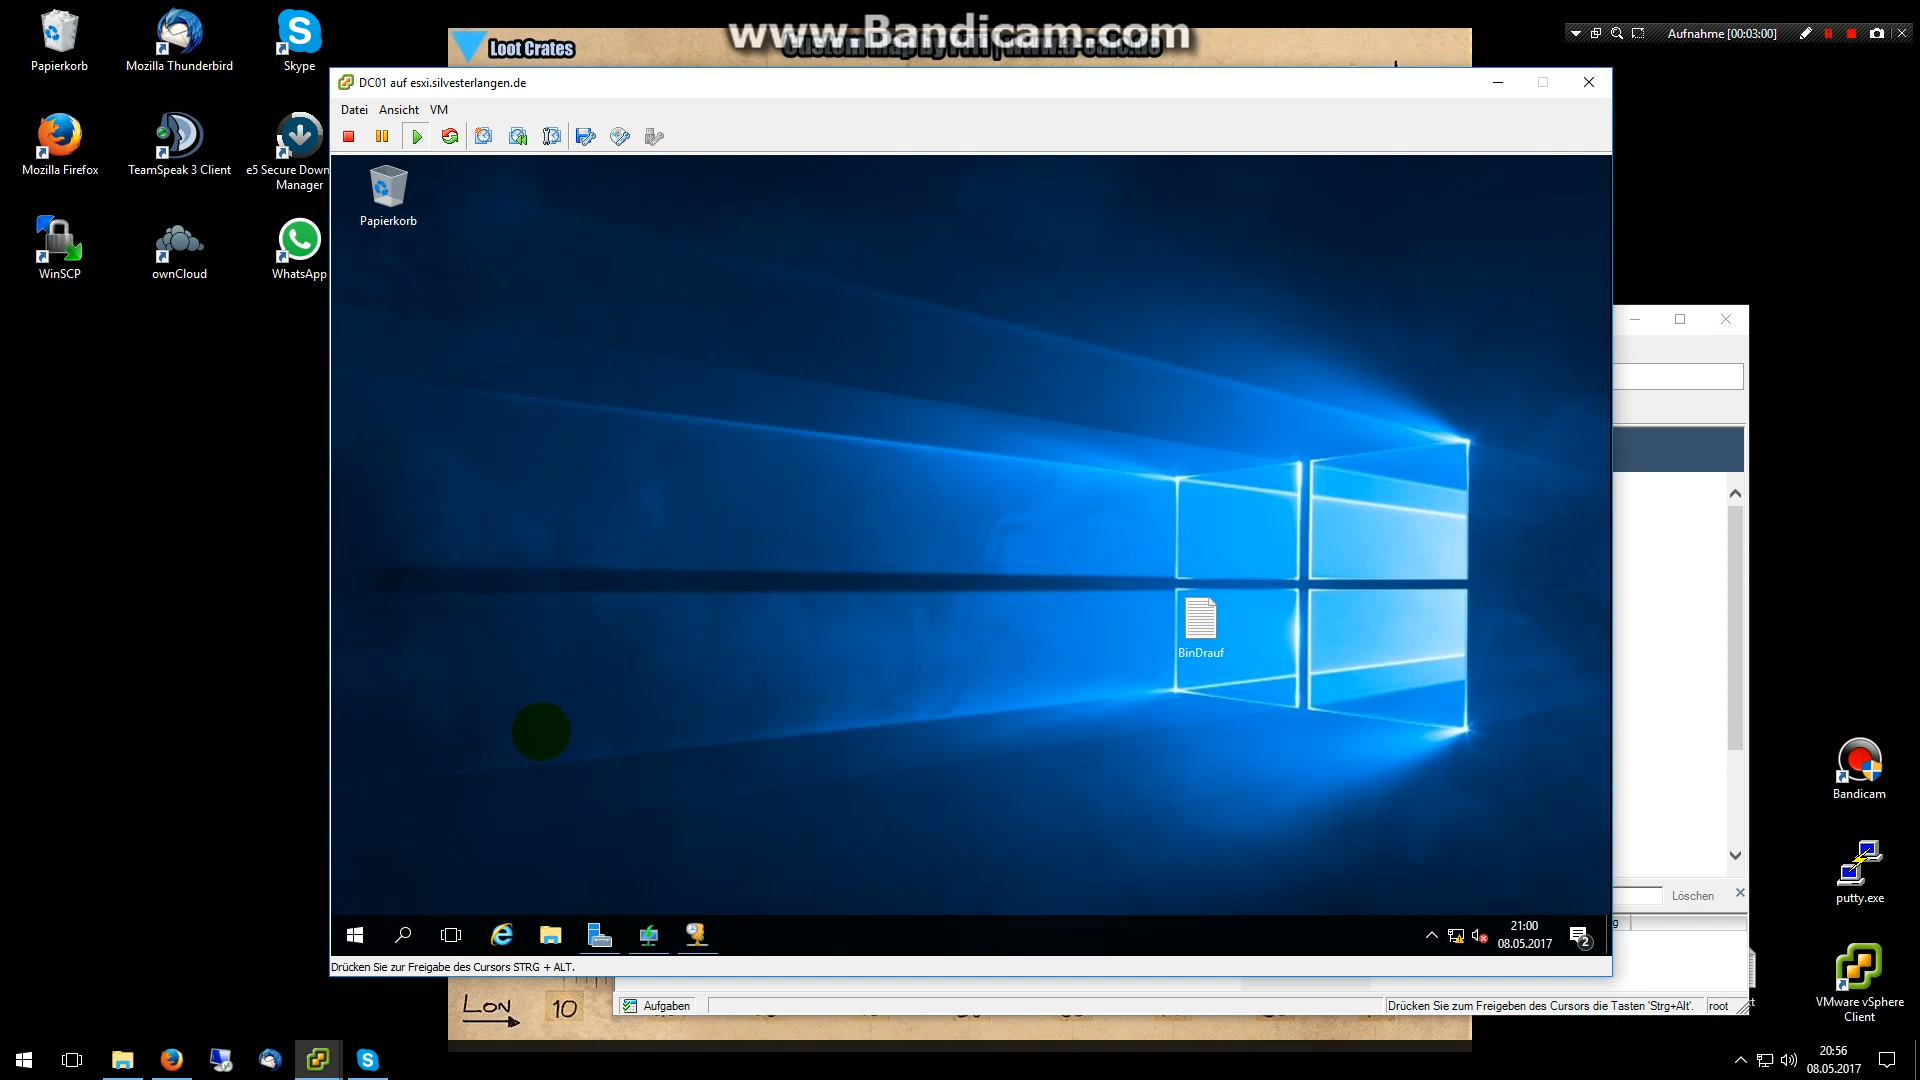 www.Bandicam.com
Loot Crates
Aufnahme [00:03:00]
Papierkorb
Mozilla Thunderbird
Skype
Mozilla Firefox
TeamSpeak 3 Client
e5 Secure Down
Manager
WinSCP
ownCloud
WhatsApp
DC01 auf esxi.silvesterlangen.de
Datei Ansicht VM
Papierkorb
BinDrauf
21:00
08.05.2017
2
Drücken Sie zur Freigabe des Cursors STRG + ALT.
Löschen
g
Bandicam
putty.exe
VMware vSphere
Client
LON
10
Aufgaben
Drücken Sie zum Freigeben des Cursors die Tasten 'Strg+Alt'.
root
20:56
08.05.2017